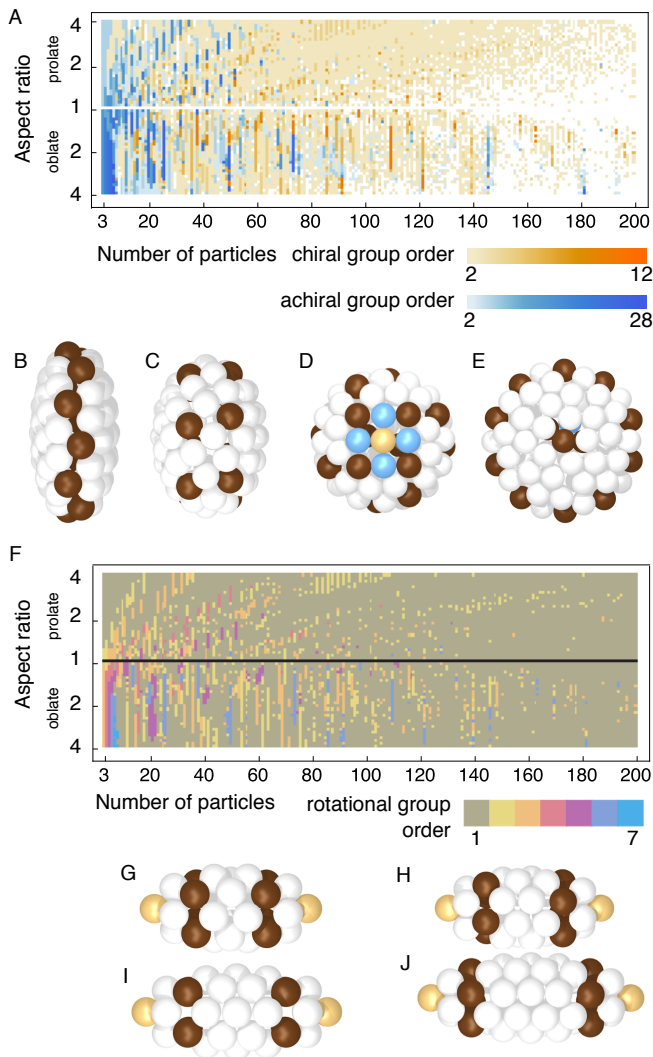 A
Aspect ratio
oblate prolate
4
2
1
2
4
3 20 40 60 80 100 120 140 160 180 200
Number of particles
chiral group order
2 12
achiral group order
2 28
B C D E
F
Aspect ratio
oblate prolate
4
2
1
2
4
3 20 40 60 80 100 120 140 160 180 200
Number of particles
rotational group
order
1 7
G H
I J